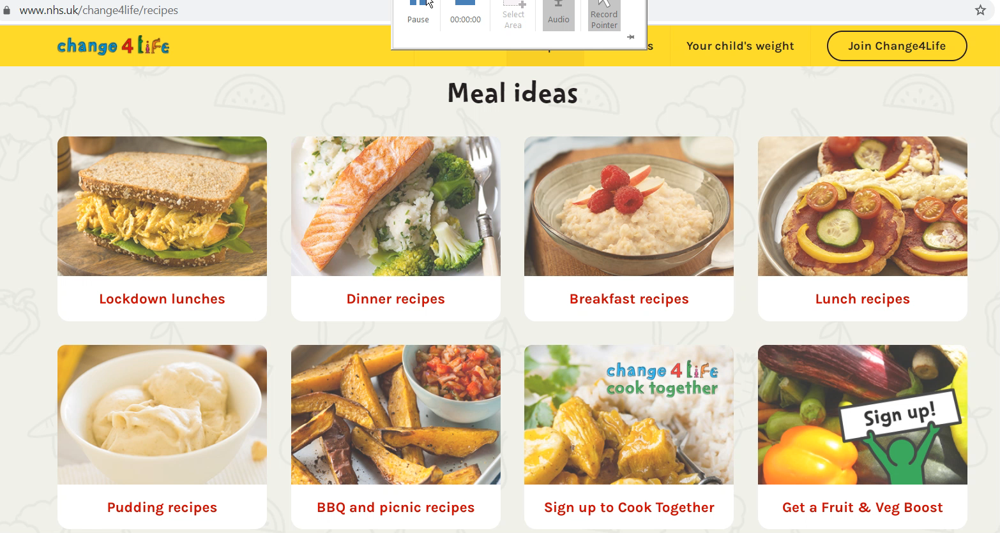 www.nhs.uk/change4life/recipes
Pause
00:00:00
Select
Area
Audio
Record
Pointer
change 4 life
Your child's weight
Join Change4Life
Meal ideas
Lockdown lunches
Dinner recipes
Breakfast recipes
Lunch recipes
change 4 life
cook together
Sign up!
Pudding recipes
BBQ and picnic recipes
Sign up to Cook Together
Get a Fruit & Veg Boost